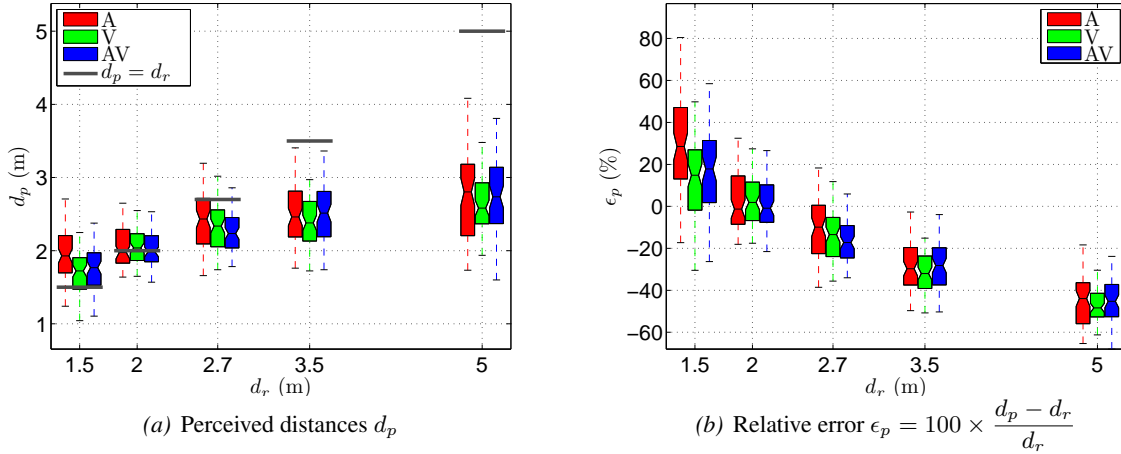 5
4
3
2
1
d_p (m)
A
V
AV
d_p = d_r
1.5 2 2.7 3.5 5
d_r (m)
(a) Perceived distances d_p
80
60
40
20
0
−20
−40
−60
ϵ_p (%)
A
V
AV
1.5 2 2.7 3.5 5
d_r (m)
(b) Relative error ϵ_p = 100 × \frac{d_p − d_r}{d_r}